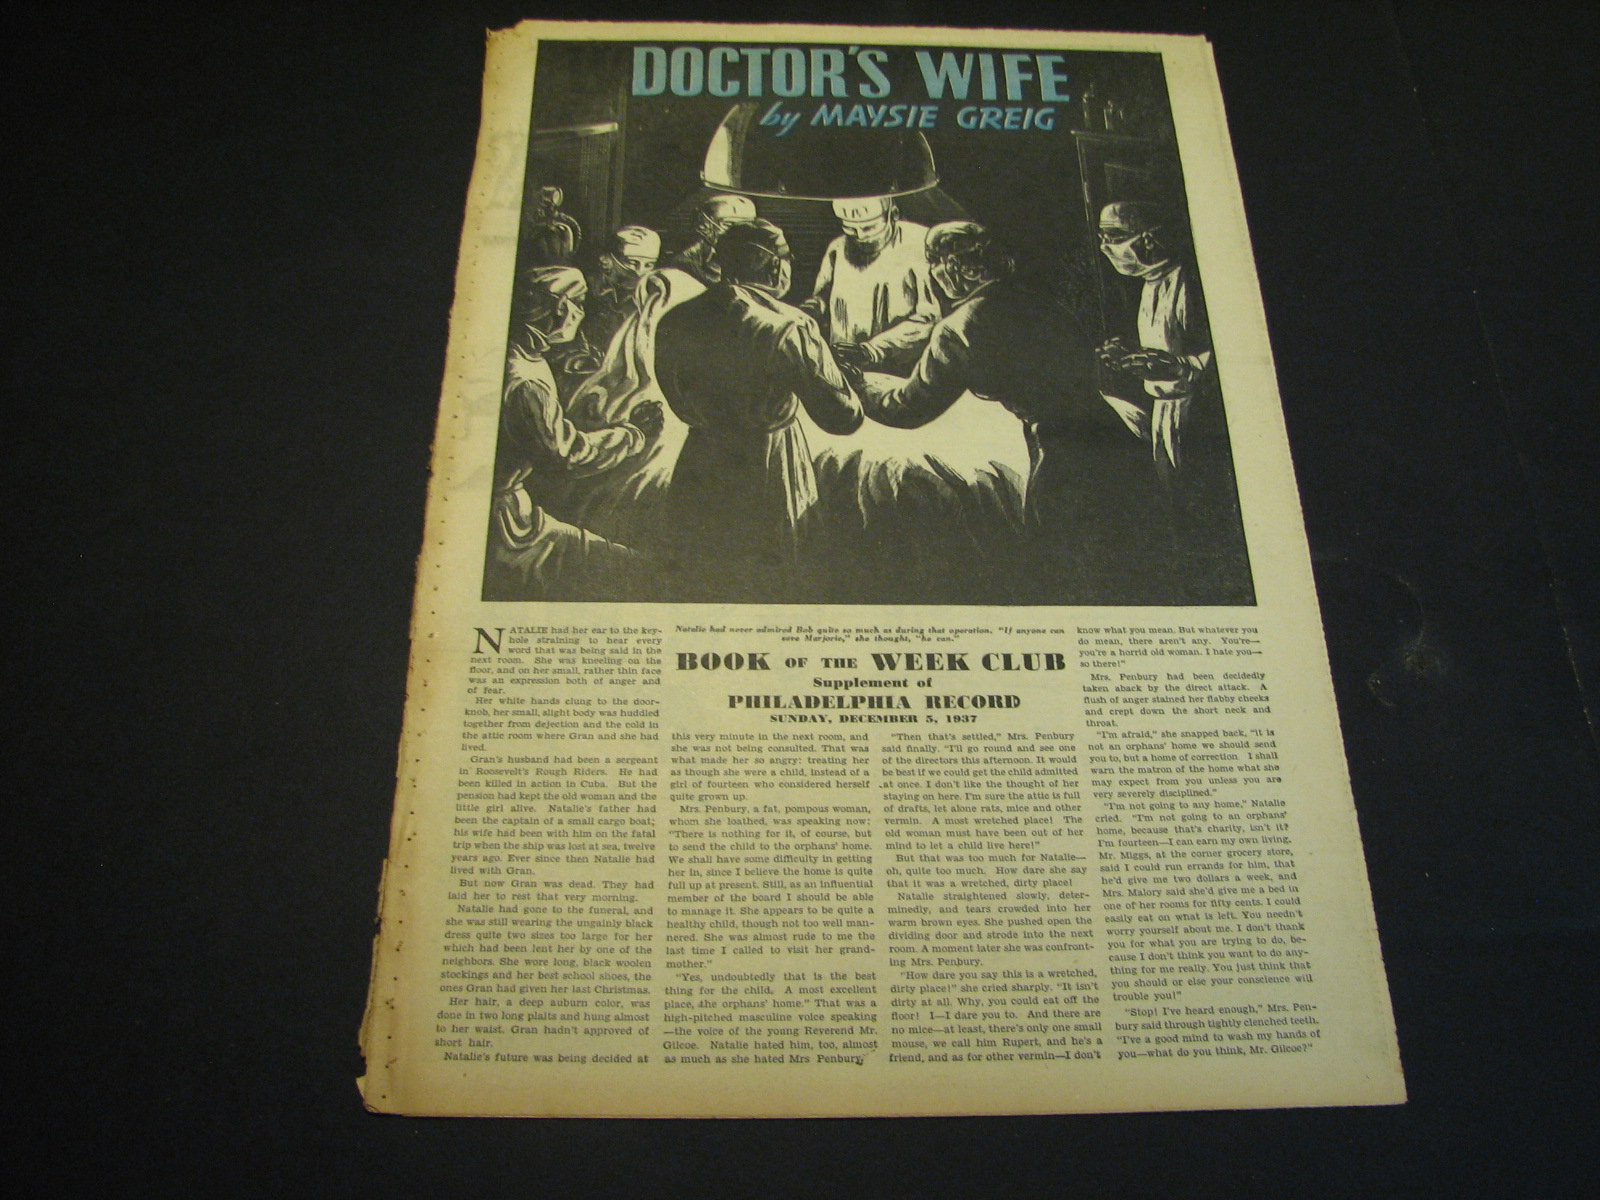 DOCTOR'S WIFE
by MAYSIE GREIG
NATALIE had her ear to the key-
hole straining to hear every
word that was being said in the
next room. She was kneeling on the
floor, and on her small, rather thin face
was an expression both of anger and
of fear.
Her white hands clung to the door-
knob, her small, slight body was huddled
together from dejection and the cold in
the attic room where Gran and she had
lived.
Gran's husband had been a sergeant
in Roosevelt's Rough Riders. He had
been killed in action in Cuba. But the
pension had kept the old woman and the
little girl alive. Natalie's father had
been the captain of a small cargo boat;
his wife had been with him on the fatal
trip when the ship was lost at sea, twelve
years ago. Ever since then Natalie had
lived with Gran.
But now Gran was dead. They had
laid her to rest that very morning.
Natalie had gone to the funeral, and
she was still wearing the ungainly black
dress quite two sizes too large for her
which had been lent her by one of the
neighbors. She wore long, black woolen
stockings and her best school shoes, the
ones Gran had given her last Christmas.
Her hair, a deep auburn color, was
done in two long plaits and hung almost
to her waist. Gran hadn't approved of
short hair.
Natalie's future was being decided at
Natalie had never admired Bob quite so much as during that operation. "If anyone can
save Marjorie," she thought, "he can."
BOOK OF THE WEEK CLUB
Supplement of
PHILADELPHIA RECORD
SUNDAY, DECEMBER 5, 1937
this very minute in the next room, and
she was not being consulted. That was
what made her so angry: treating her
as though she were a child, instead of a
girl of fourteen who considered herself
quite grown up.
Mrs. Penbury, a fat, pompous woman,
whom she loathed, was speaking now:
"There is nothing for it, of course, but
to send the child to the orphans' home.
We shall have some difficulty in getting
her in, since I believe the home is quite
full up at present. Still, as an influential
member of the board I should be able
to manage it. She appears to be quite a
healthy child, though not too well man-
nered. She was almost rude to me the
last time I called to visit her grand-
mother."
"Yes, undoubtedly that is the best
thing for the child. A most excellent
place, the orphans' home." That was a
high-pitched masculine voice speaking
—the voice of the young Reverend Mr.
Gilcoe. Natalie hated him, too, almost
as much as she hated Mrs Penbury.
"Then that's settled," Mrs. Penbury
said finally. "I'll go round and see one
of the directors this afternoon. It would
be best if we could get the child admitted
at once. I don't like the thought of her
staying on here. I'm sure the attic is full
of drafts, let alone rats, mice and other
vermin. A most wretched place! The
old woman must have been out of her
mind to let a child live here!"
But that was too much for Natalie—
oh, quite too much. How dare she say
that it was a wretched, dirty place!
Natalie straightened slowly, deter-
minedly, and tears crowded into her
warm brown eyes. She pushed open the
dividing door and strode into the next
room. A moment later she was confront-
ing Mrs. Penbury.
"How dare you say this is a wretched,
dirty place!" she cried sharply. "It isn't
dirty at all. Why, you could eat off the
floor! I—I dare you to. And there are
no mice—at least, there's only one small
mouse, we call him Rupert, and he's a
friend, and as for other vermin—I don't
know what you mean. But whatever you
do mean, there aren't any. You're—
you're a horrid old woman. I hate you—
so there!"
Mrs. Penbury had been decidedly
taken aback by the direct attack. A
flush of anger stained her flabby cheeks
and crept down the short neck and
throat.
"I'm afraid," she snapped back, "it is
not an orphans' home we should send
you to, but a home of correction. I shall
warn the matron of the home what she
may expect from you unless you are
very severely disciplined."
"I'm not going to any home," Natalie
cried. "I'm not going to an orphans'
home, because that's charity, isn't it?
I'm fourteen—I can earn my own living.
Mr. Miggs, at the corner grocery store,
said I could run errands for him, that
he'd give me two dollars a week, and
Mrs. Malory said she'd give me a bed in
one of her rooms for fifty cents. I could
easily eat on what is left. You needn't
worry yourself about me. I don't thank
you for what you are trying to do, be-
cause I don't think you want to do any-
thing for me really. You just think that
you should or else your conscience will
trouble you!"
"Stop! I've heard enough," Mrs. Pen-
bury said through tightly clenched teeth.
"I've a good mind to wash my hands of
you—what do you think, Mr. Gilcoe?"